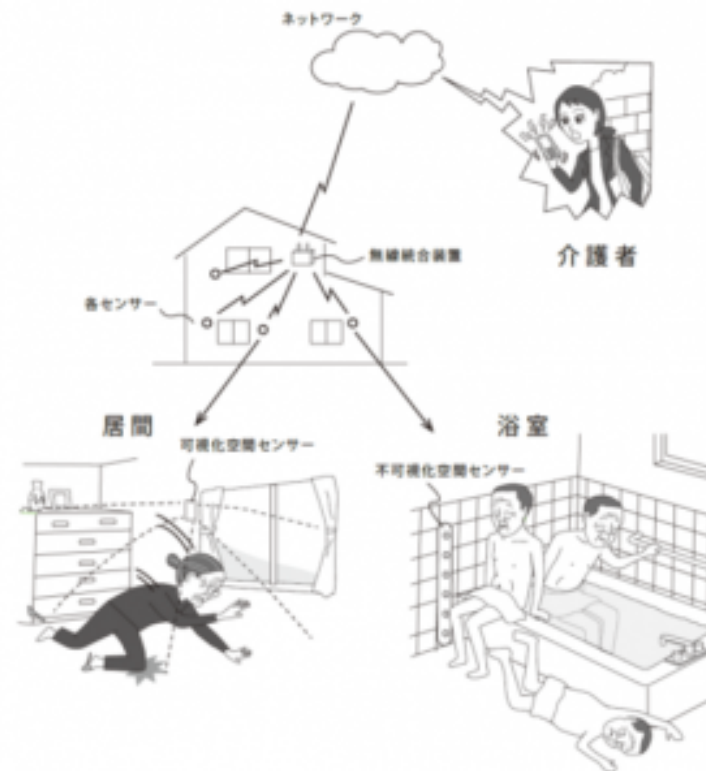 ネットワーク
介護者
無線統合装置
各センサー
居間
可視化空間センサー
浴室
不可視化空間センサー